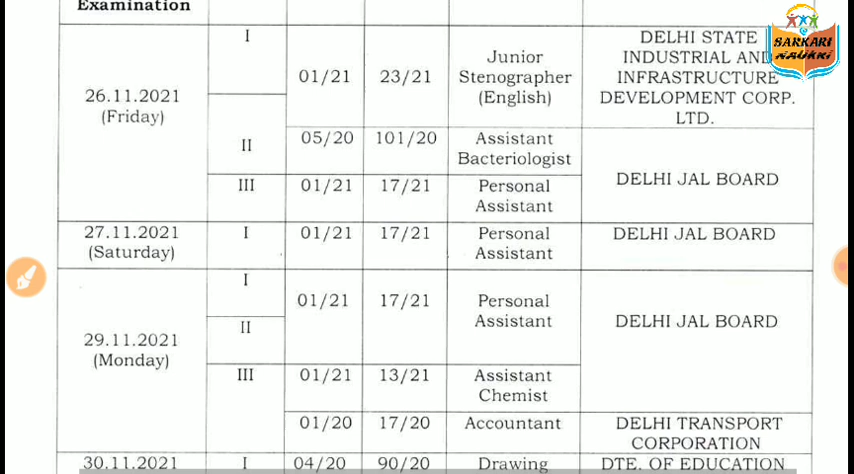 Examination
26.11.2021
(Friday)
I
01/21
23/21
Junior
Stenographer
(English)
DELHI STATE
INDUSTRIAL AND
INFRASTRUCTURE
DEVELOPMENT CORP.
LTD.
SARKARI
NAUKKI
II
05/20
101/20
Assistant
Bacteriologist
DELHI JAL BOARD
III
01/21
17/21
Personal
Assistant
27.11.2021
(Saturday)
I
01/21
17/21
Personal
Assistant
DELHI JAL BOARD
29.11.2021
(Monday)
I
II
01/21
17/21
Personal
Assistant
DELHI JAL BOARD
III
01/21
13/21
Assistant
Chemist
01/20
17/20
Accountant
DELHI TRANSPORT
CORPORATION
30.11.2021
I
04/20
90/20
Drawing
DTE. OF EDUCATION